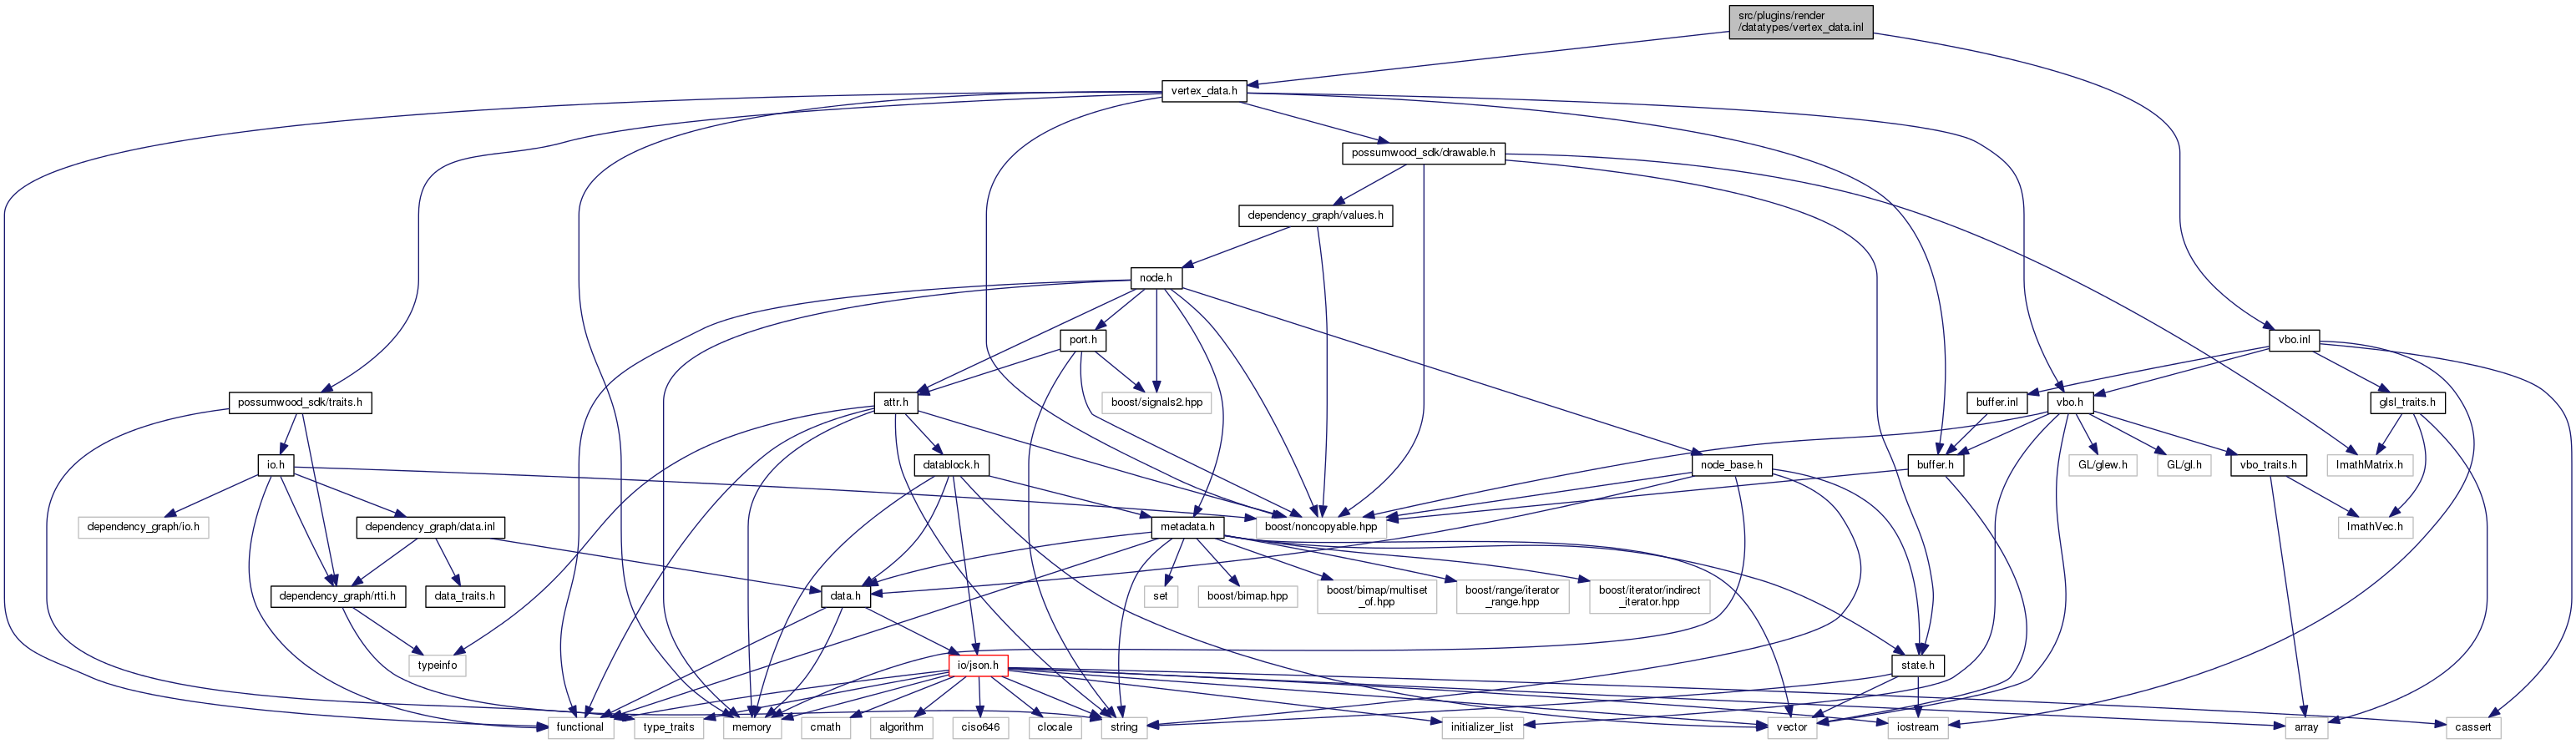 src/plugins/render
/datatypes/vertex_data.inl
vertex_data.h
possumwood_sdk/drawable.h
dependency_graph/values.h
node.h
port.h
vbo.inl
possumwood_sdk/traits.h
attr.h
boost/signals2.hpp
buffer.inl
vbo.h
glsl_traits.h
io.h
datablock.h
node_base.h
buffer.h
GL/glew.h
GL/gl.h
vbo_traits.h
ImathMatrix.h
dependency_graph/io.h
dependency_graph/data.inl
metadata.h
boost/noncopyable.hpp
ImathVec.h
dependency_graph/rtti.h
data_traits.h
data.h
set
boost/bimap.hpp
boost/bimap/multiset
_of.hpp
boost/range/iterator
_range.hpp
boost/iterator/indirect
_iterator.hpp
typeinfo
io/json.h
state.h
functional
type_traits
memory
cmath
algorithm
ciso646
clocale
string
initializer_list
vector
iostream
array
cassert